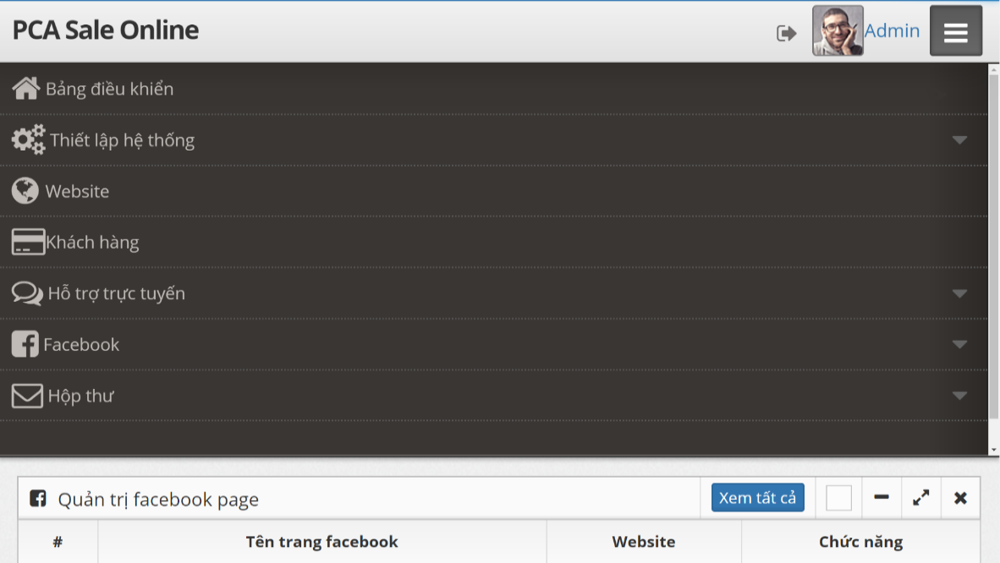 PCA Sale Online
Admin
Bảng điều khiển
Thiết lập hệ thống
Website
Khách hàng
Hỗ trợ trực tuyến
Facebook
Hộp thư
Quản trị facebook page
Xem tất cả
# Tên trang facebook Website Chức năng